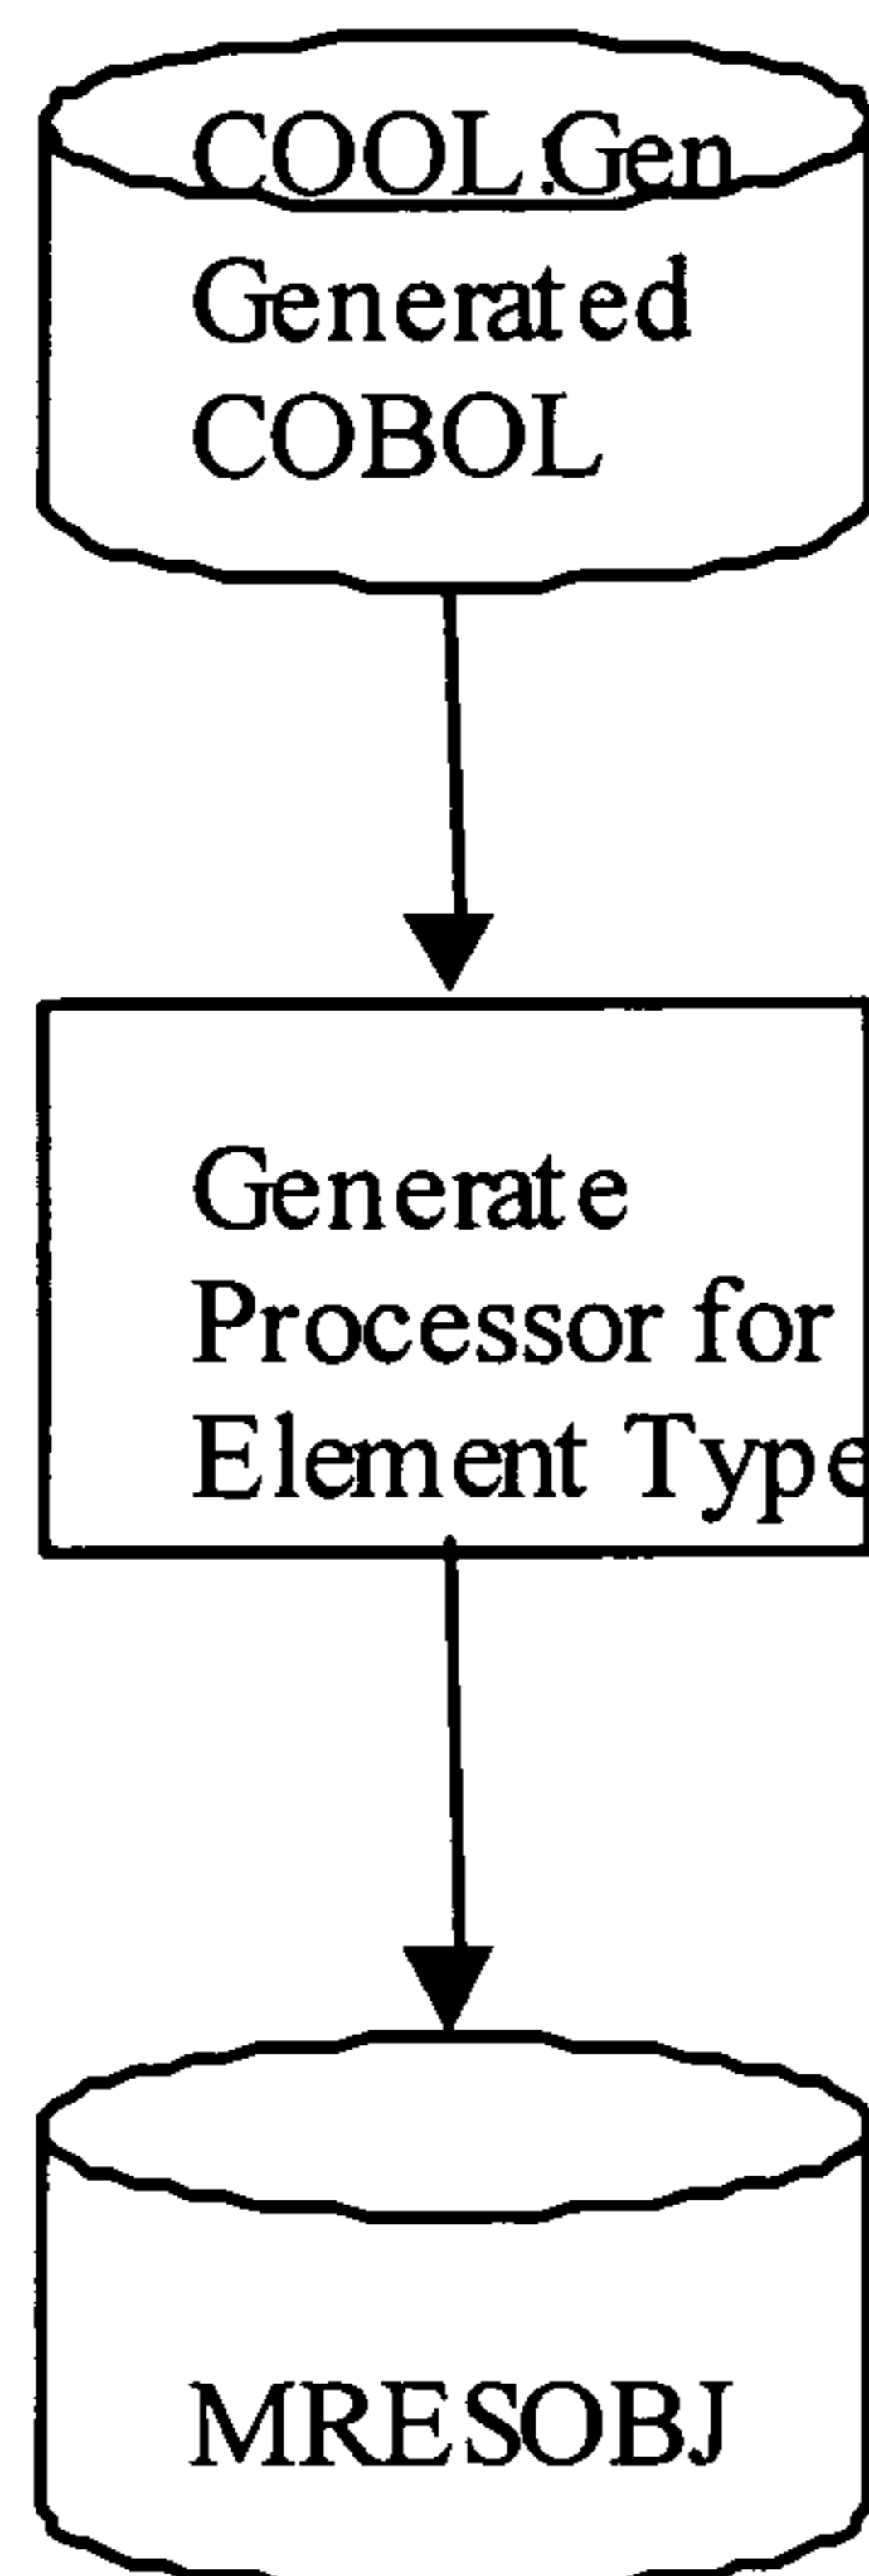 COOL:Gen
Generated
COBOL
Generate
Processor for
Element Type
MRESOBJ